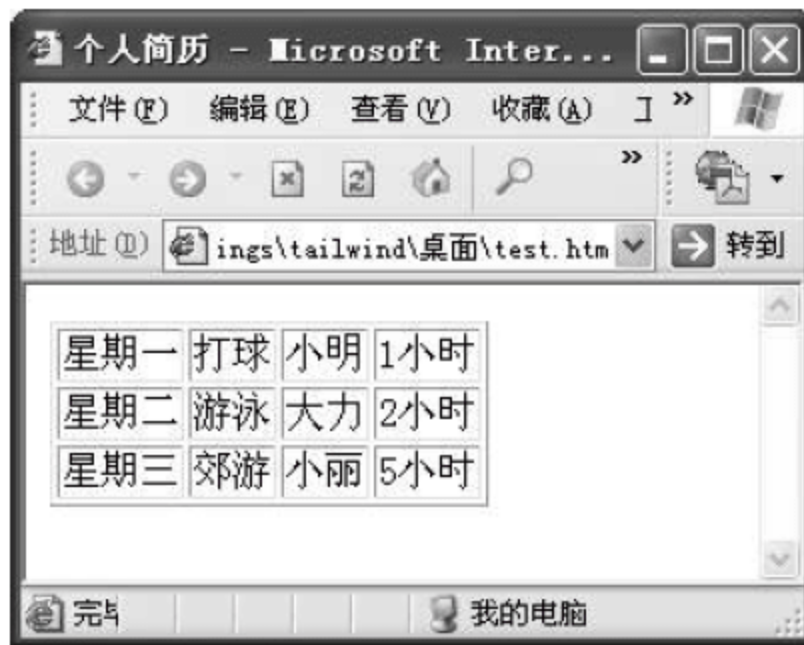 个人简历 - Microsoft Inter...
文件(F) 编辑(E) 查看(V) 收藏(A) »
»
地址(D) ings\tailwind\桌面\test.htm 转到
星期一 打球 小明 1小时
星期二 游泳 大力 2小时
星期三 郊游 小丽 5小时
完 我的电脑